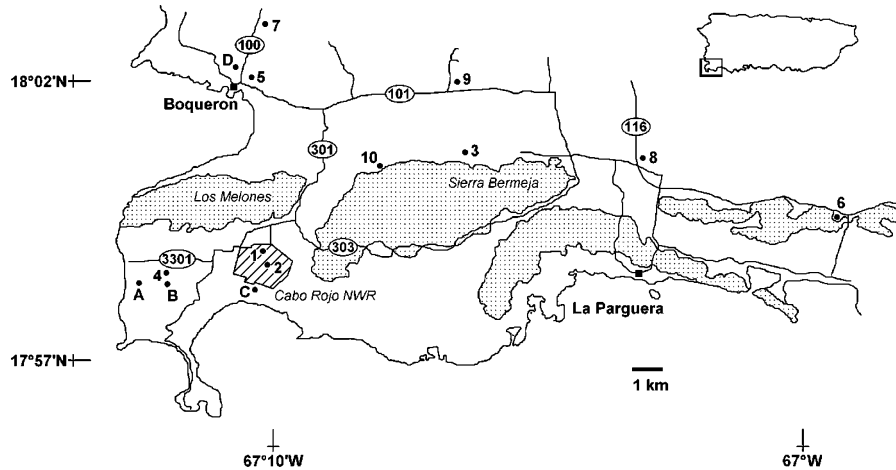 7
100
D
5
18°02'N
Boqueron
9
101
116
301
3
10
8
Los Melones
Sierra Bermeja
6
303
1
3301
2
4
A
B
C
Cabo Rojo NWR
La Parguera
17°57'N
1 km
67°10'W
67°W